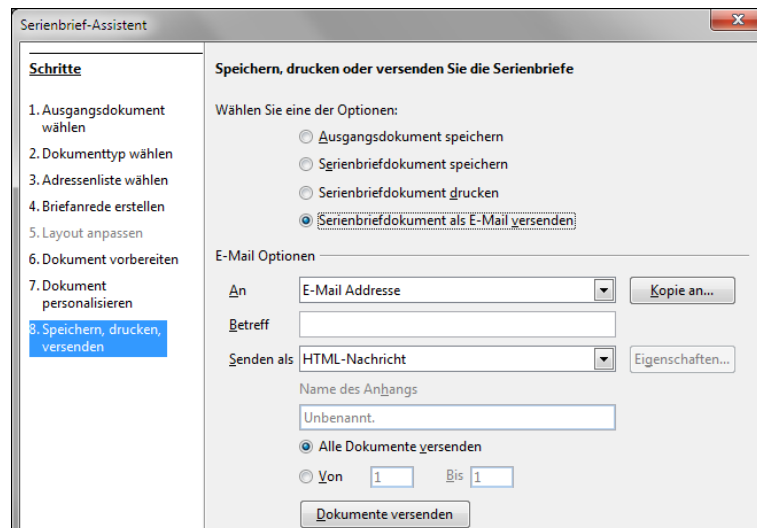 Serienbrief-Assistent
Schritte
1. Ausgangsdokument
wählen
2. Dokumenttyp wählen
3. Adressenliste wählen
4. Briefanrede erstellen
5. Layout anpassen
6. Dokument vorbereiten
7. Dokument
personalisieren
8. Speichern, drucken,
versenden
Speichern, drucken oder versenden Sie die Serienbriefe
Wählen Sie eine der Optionen:
Ausgangsdokument speichern
Serienbriefdokument speichern
Serienbriefdokument drucken
Serienbriefdokument als E-Mail versenden
E-Mail Optionen
An E-Mail Addresse Kopie an...
Betreff
Senden als HTML-Nachricht Eigenschaften...
Name des Anhangs
Unbenannt.
Alle Dokumente versenden
Von 1 Bis 1
Dokumente versenden